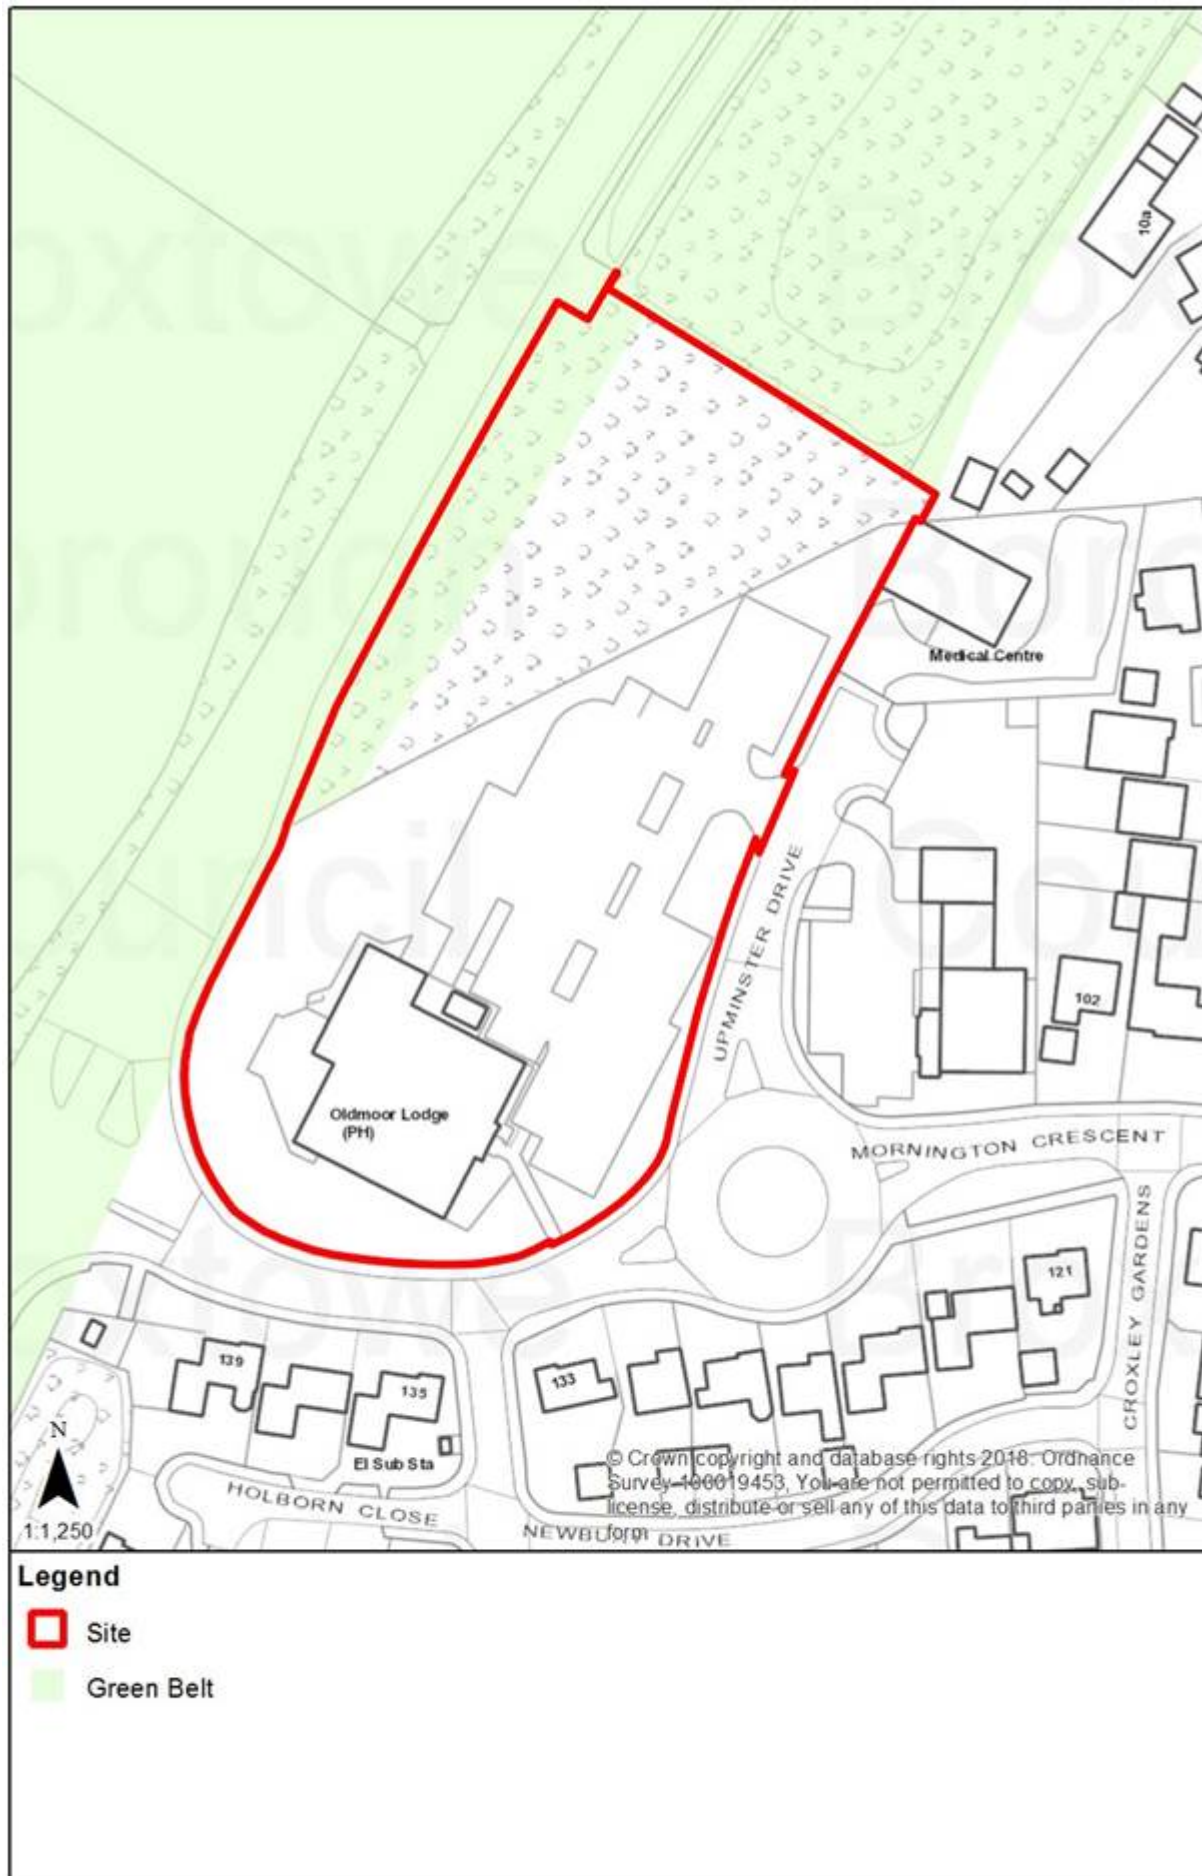 10a
Medical Centre
UPMINSTER DRIVE
102
Oldmoor Lodge
(PH)
MORNINGTON CRESCENT
CROXLEY GARDENS
121
139
135
133
El Sub Sta
HOLBORN CLOSE
NEWBURY DRIVE
N
1:1,250
© Crown copyright and database rights 2018. Ordnance
Survey 100019453, You are not permitted to copy, sub-
license, distribute or sell any of this data to third parties in any
form
Legend
Site
Green Belt
Broxtowe
Borough
Council